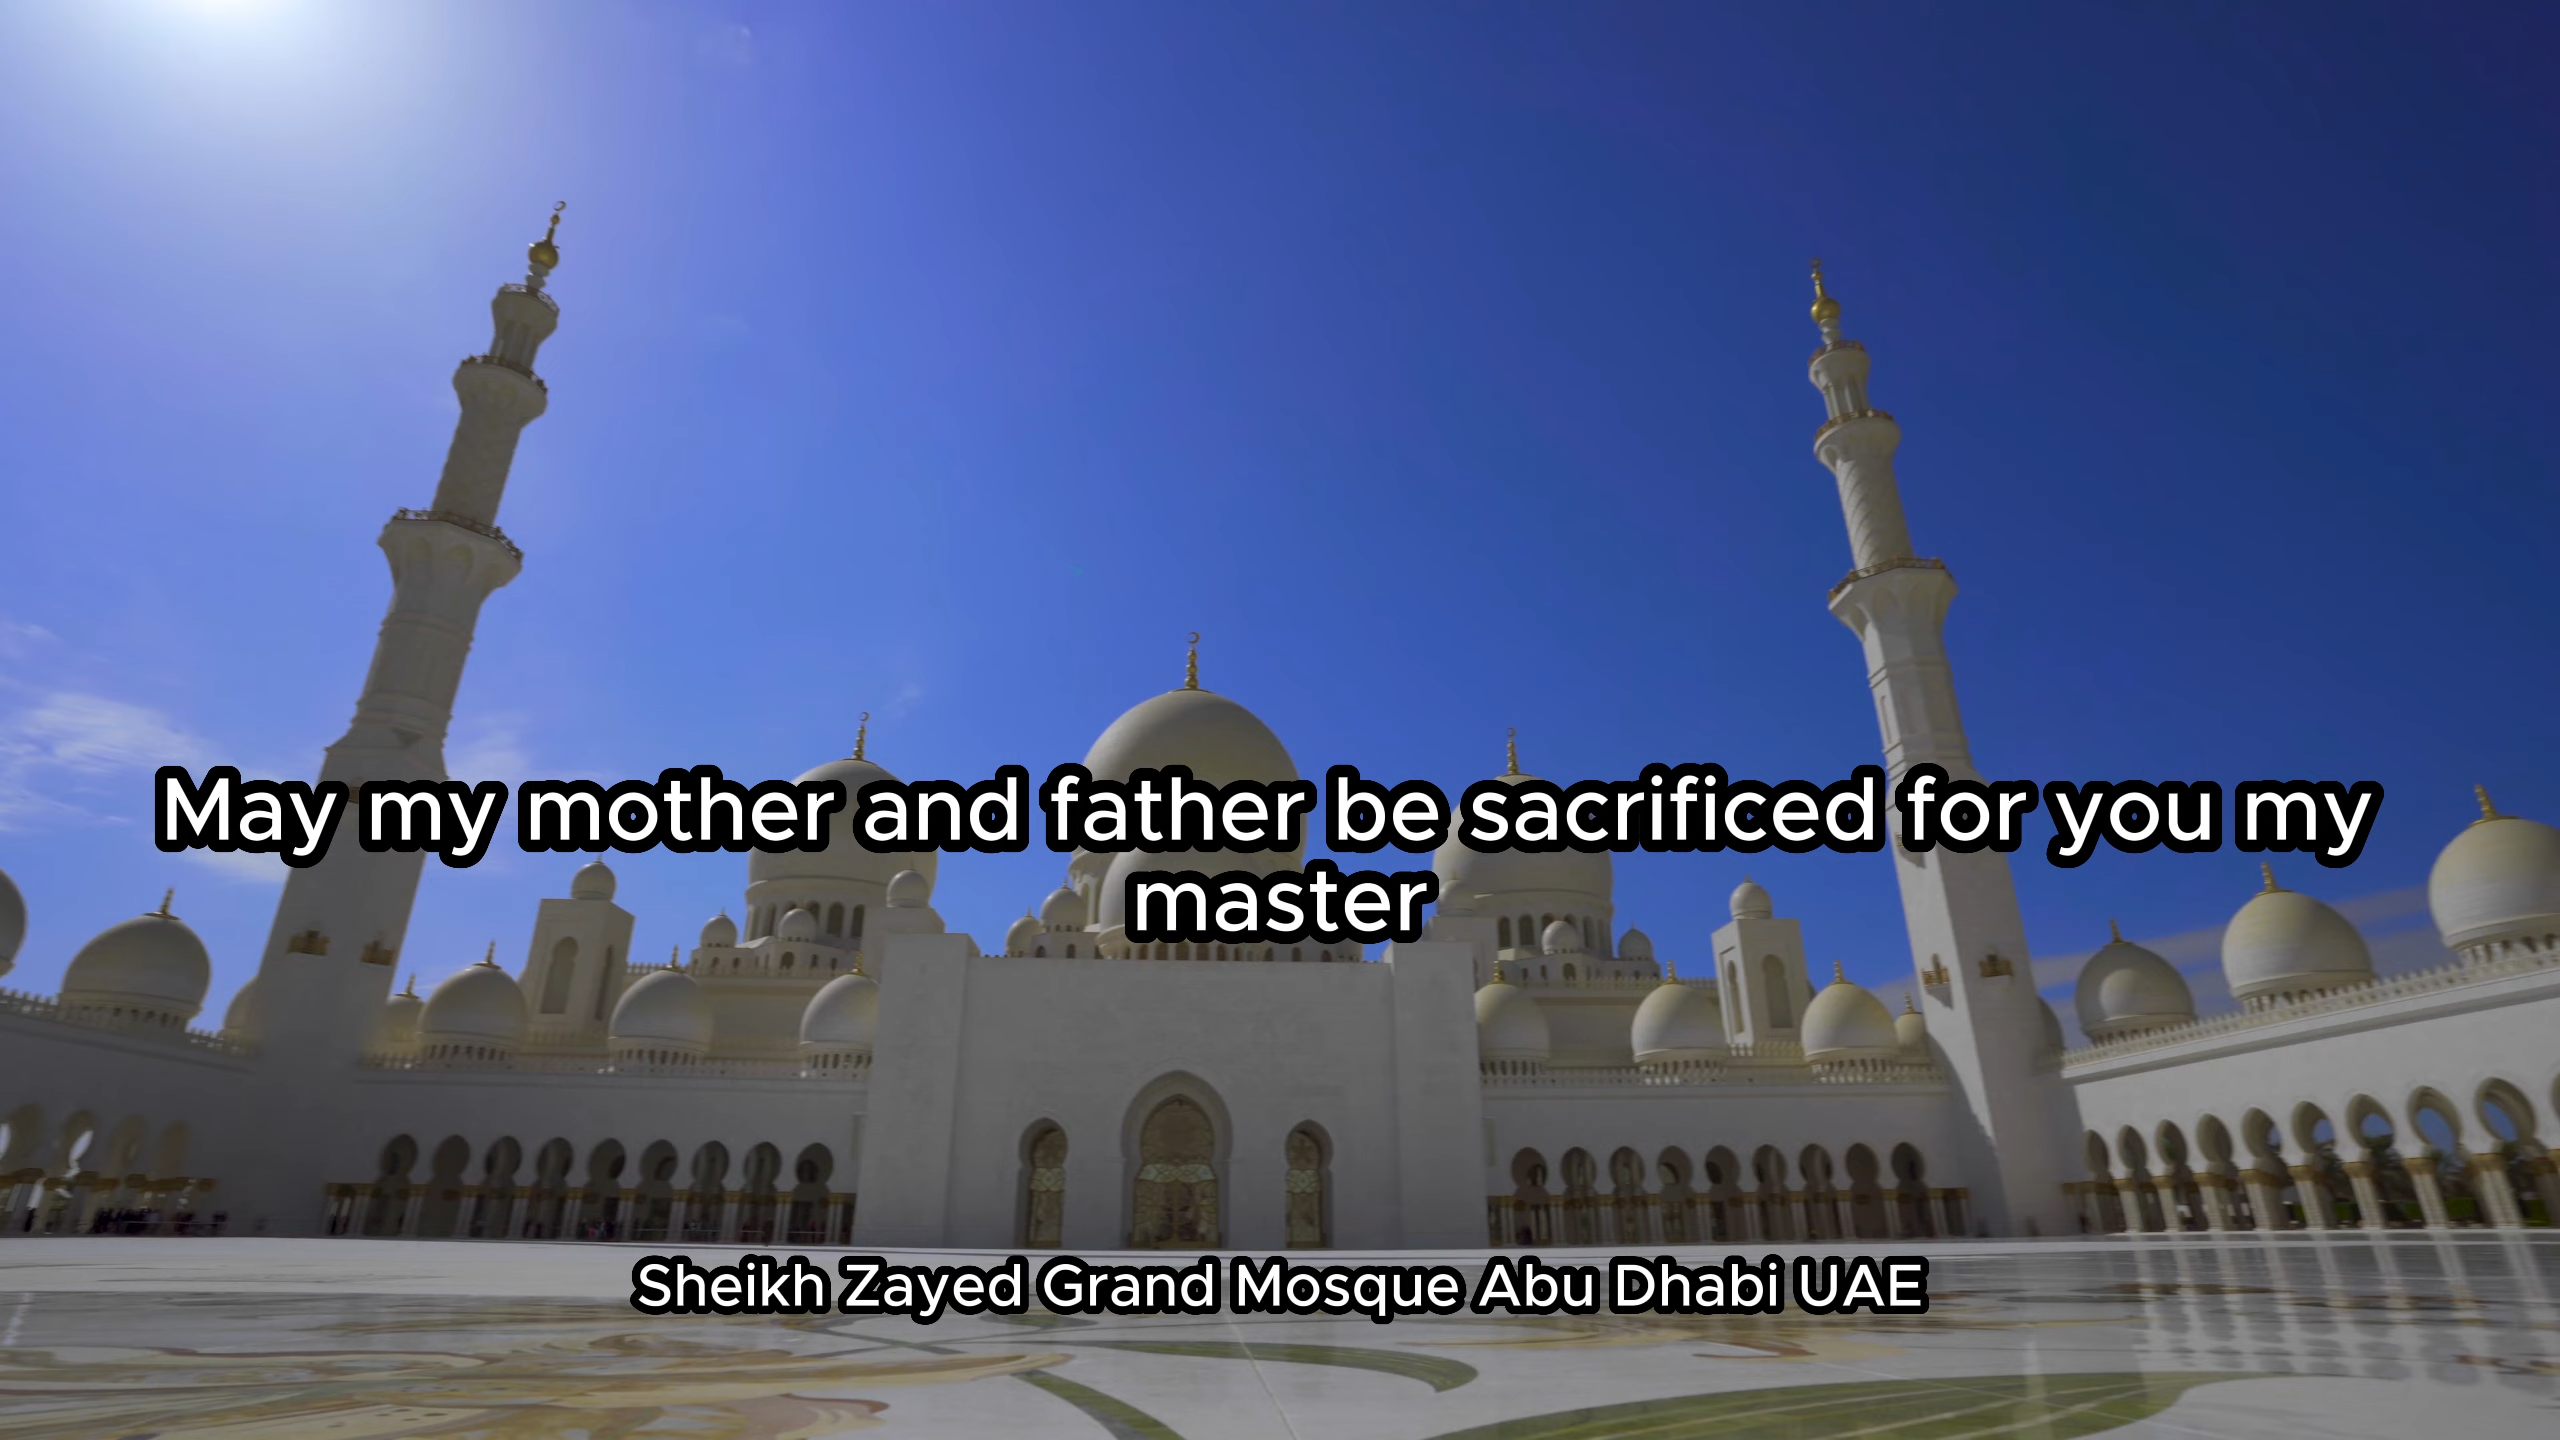 May my mother and father be sacrificed for you my
master
Sheikh Zayed Grand Mosque Abu Dhabi UAE